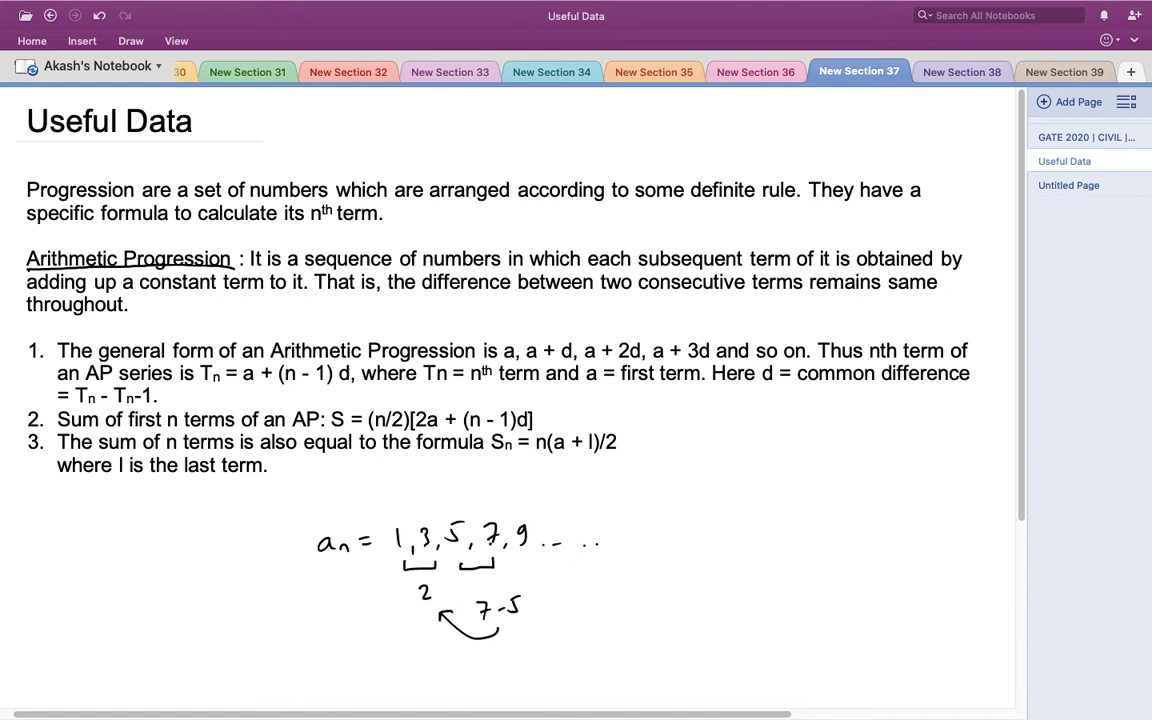 Useful Data
Search All Notebooks
Home Insert Draw View
Akash's Notebook
30 New Section 31 New Section 32 New Section 33 New Section 34 New Section 35 New Section 36 New Section 37 New Section 38 New Section 39 +
Add Page
GATE 2020 | CIVIL |...
Useful Data
Untitled Page
Useful Data
Progression are a set of numbers which are arranged according to some definite rule. They have a
specific formula to calculate its nth term.
Arithmetic Progression : It is a sequence of numbers in which each subsequent term of it is obtained by
adding up a constant term to it. That is, the difference between two consecutive terms remains same
throughout.
1. The general form of an Arithmetic Progression is a, a + d, a + 2d, a + 3d and so on. Thus nth term of
an AP series is Tn = a + (n - 1) d, where Tn = nth term and a = first term. Here d = common difference
= Tn - Tn-1.
2. Sum of first n terms of an AP: S = (n/2)[2a + (n - 1)d]
3. The sum of n terms is also equal to the formula Sn = n(a + l)/2
where l is the last term.
an = 1, 3, 5, 7, 9 .. - ..
2
7-5